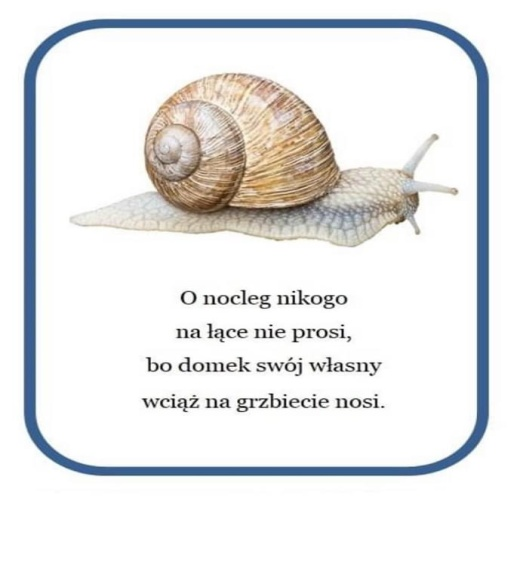 O nocleg nikogo
na łące nie prosi,
bo domek swój własny
wciąż na grzbiecie nosi.